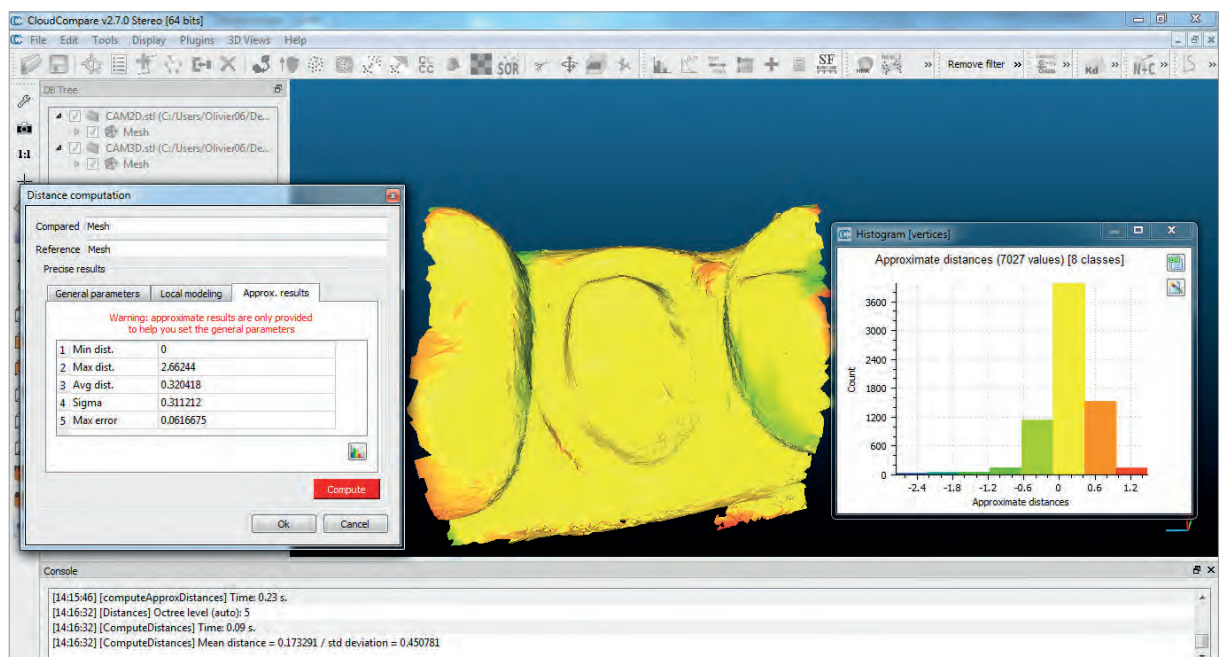 CloudCompare v2.7.0 Stereo [64 bits]
File Edit Tools Display Plugins 3D Views Help
SOR SF Remove filter Kd N+C
DB Tree
CAM2D.stl (C:/Users/Olivier06/De...
Mesh
CAM3D.stl (C:/Users/Olivier06/De...
Mesh
1:1
Distance computation
Compared Mesh
Reference Mesh
Precise results
General parameters Local modeling Approx. results
Warning: approximate results are only provided
to help you set the general parameters
1 Min dist. 0
2 Max dist. 2.66244
3 Avg dist. 0.320418
4 Sigma 0.311212
5 Max error 0.0616675
Compute
Ok Cancel
Histogram [vertices]
Approximate distances (7027 values) [8 classes]
Count
3600
3000
2400
1800
1200
600
0
-2.4 -1.8 -1.2 -0.6 0 0.6 1.2
Approximate distances
Console
[14:15:46] [computeApproxDistances] Time: 0.23 s.
[14:16:32] [Distances] Octree level (auto): 5
[14:16:32] [ComputeDistances] Time: 0.09 s.
[14:16:32] [ComputeDistances] Mean distance = 0.173291 / std deviation = 0.450781